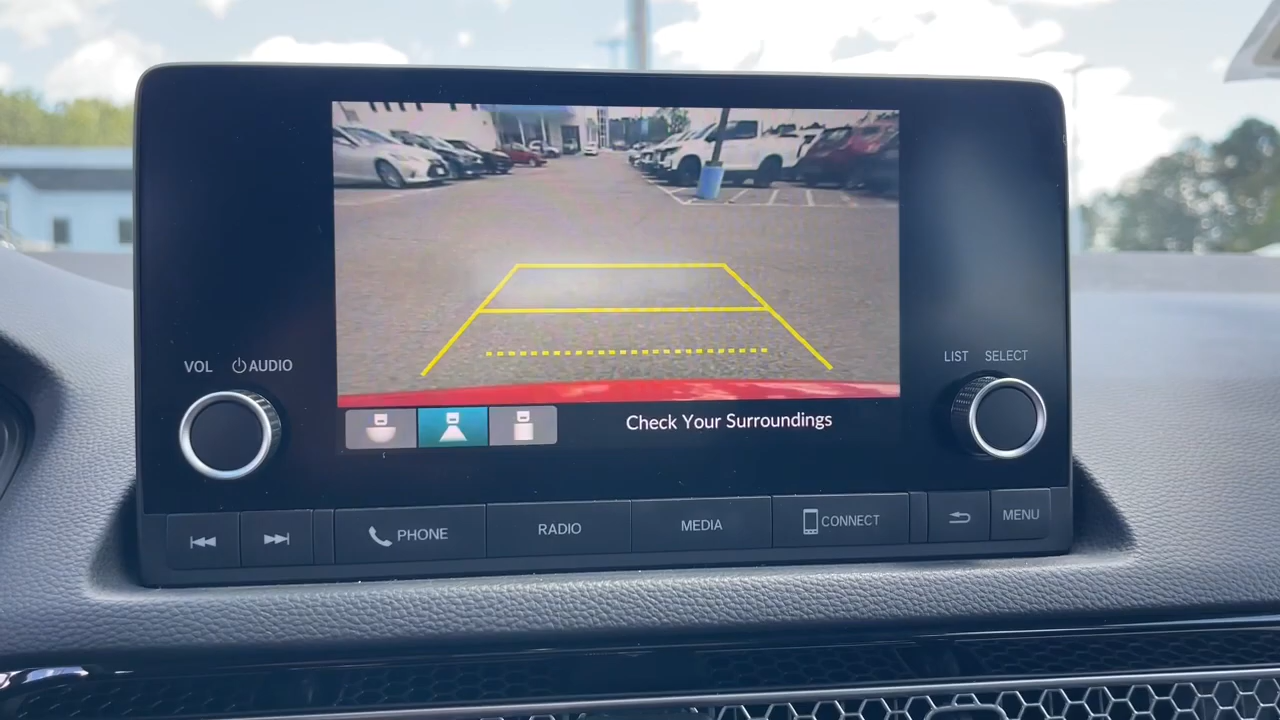 VOL AUDIO
LIST SELECT
Check Your Surroundings
PHONE
RADIO
MEDIA
CONNECT
MENU